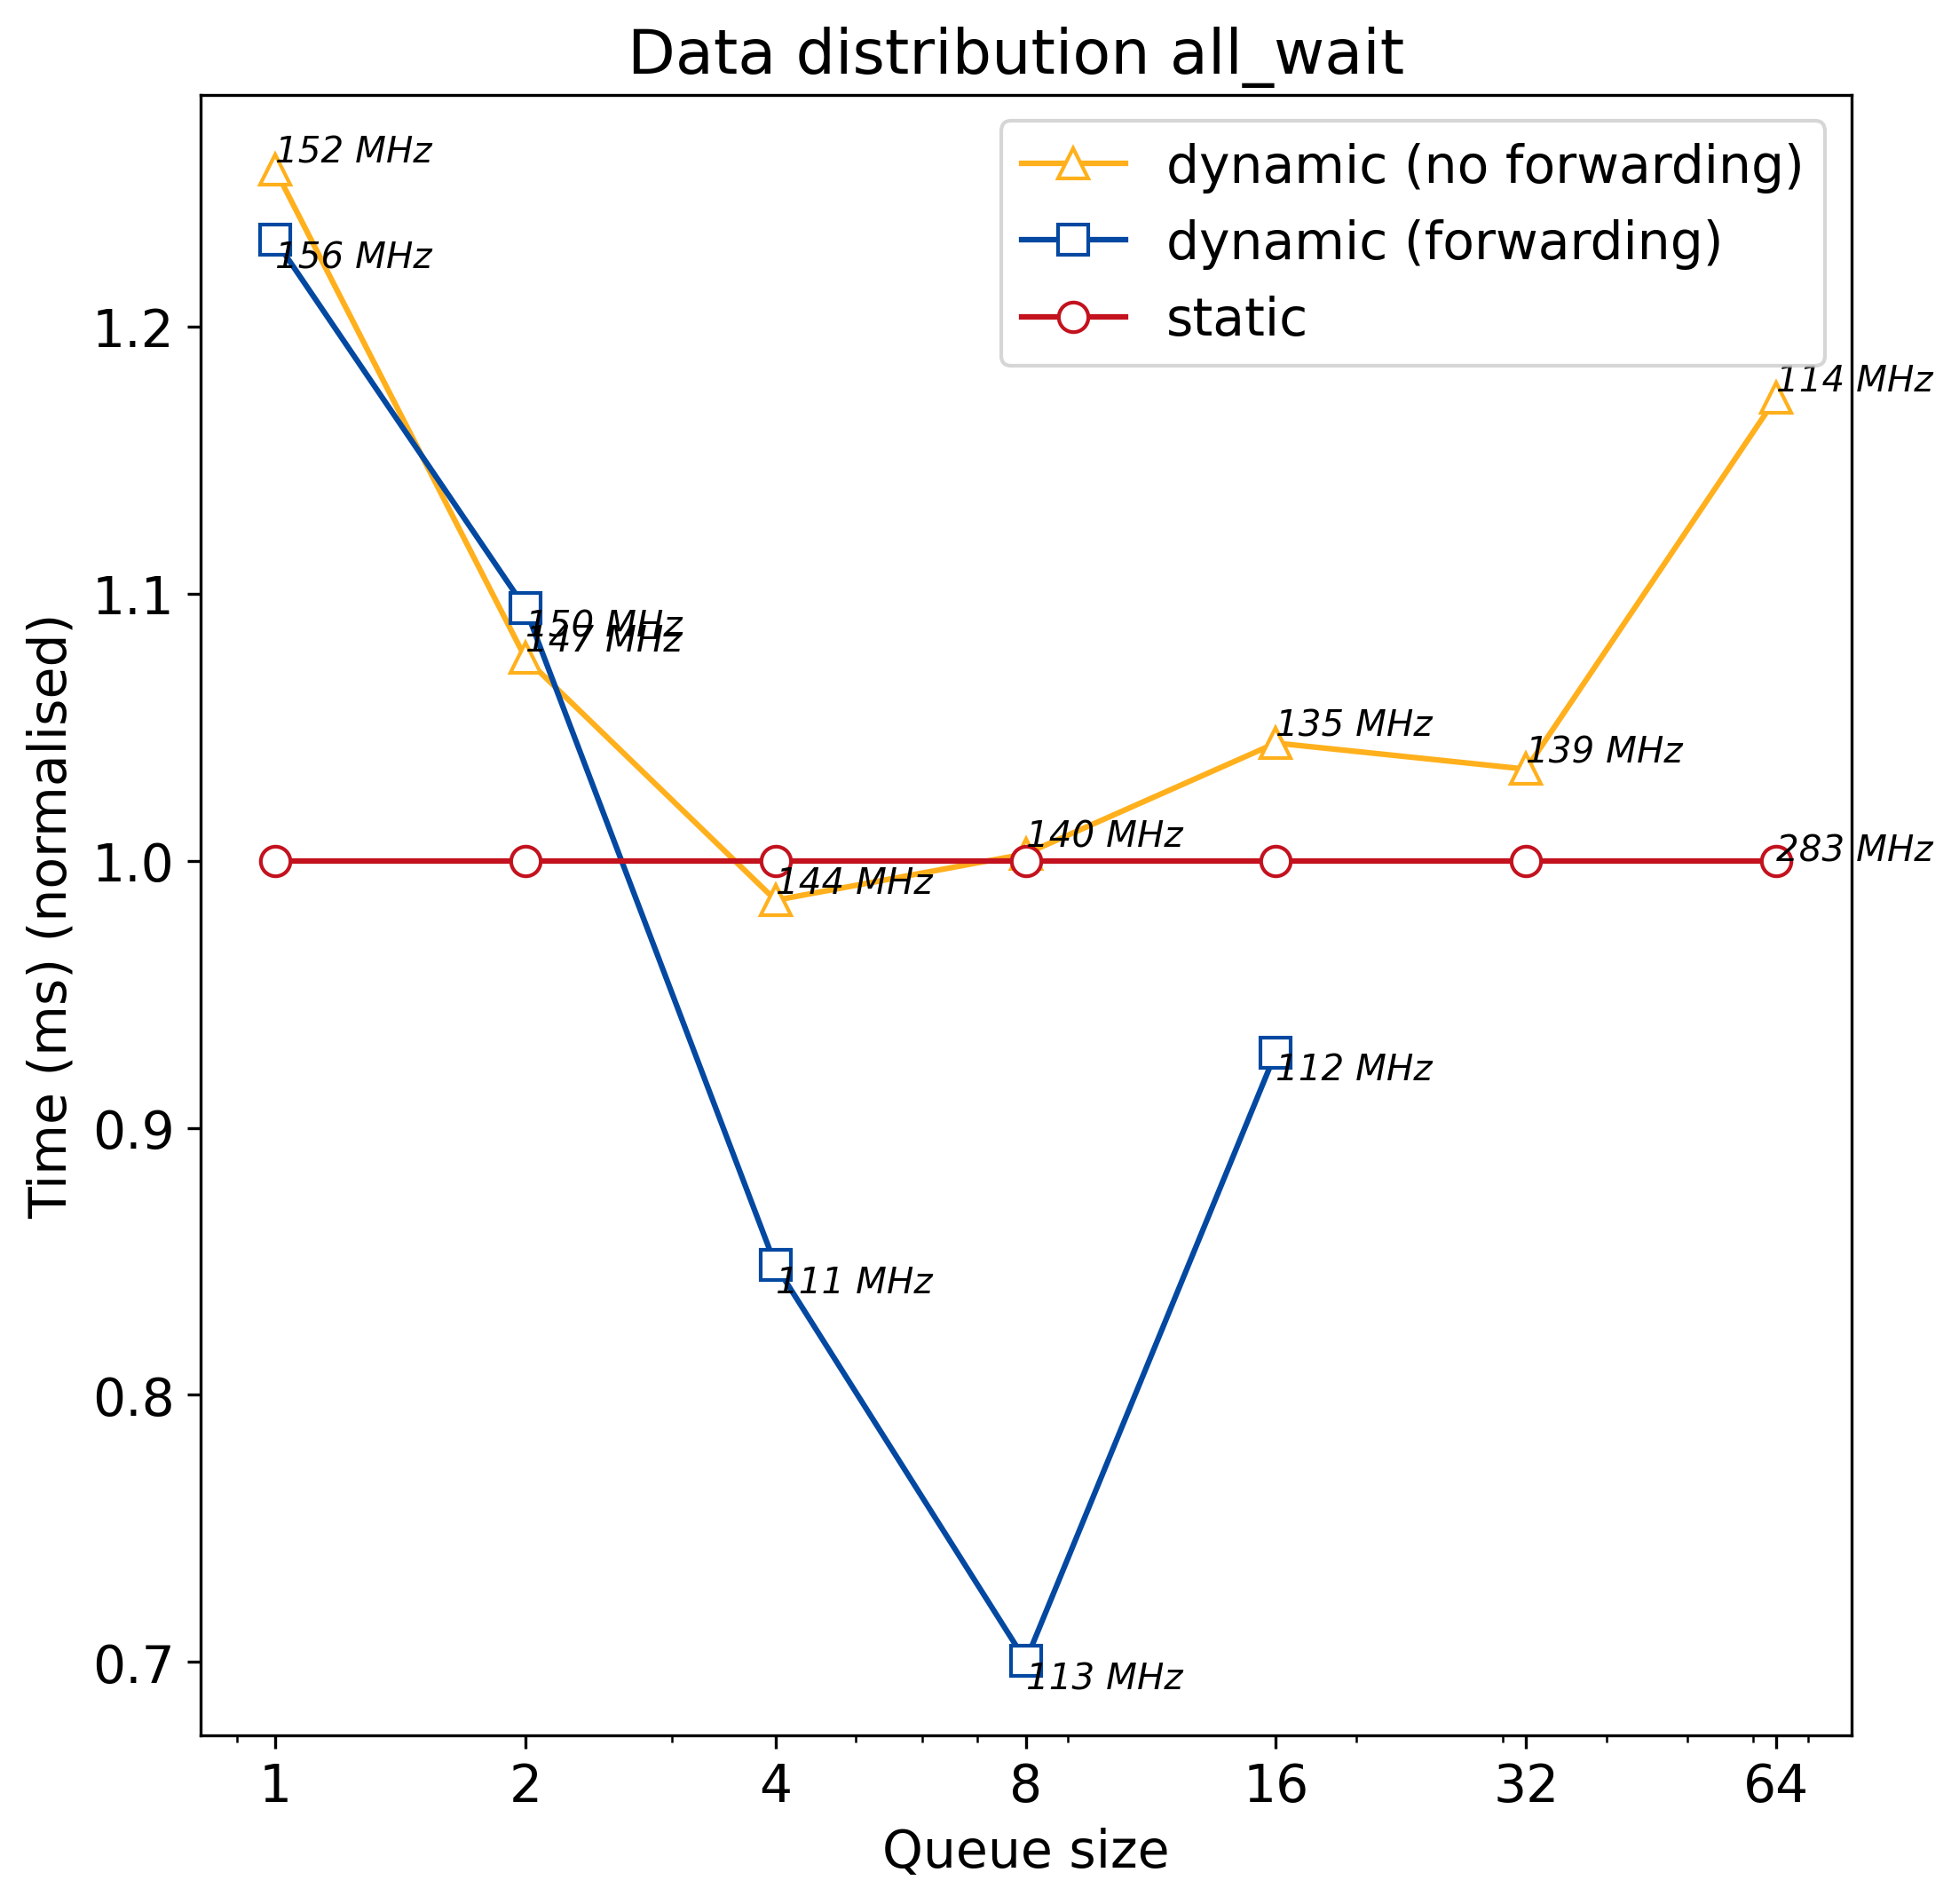 Data distribution all_wait
152 MHz
156 MHz
dynamic (no forwarding)
dynamic (forwarding)
static
114 MHz
150 MHz
147 MHz
135 MHz
139 MHz
140 MHz
283 MHz
144 MHz
112 MHz
111 MHz
113 MHz
1.2
1.1
1.0
0.9
0.8
0.7
Time (ms) (normalised)
1 2 4 8 16 32 64
Queue size